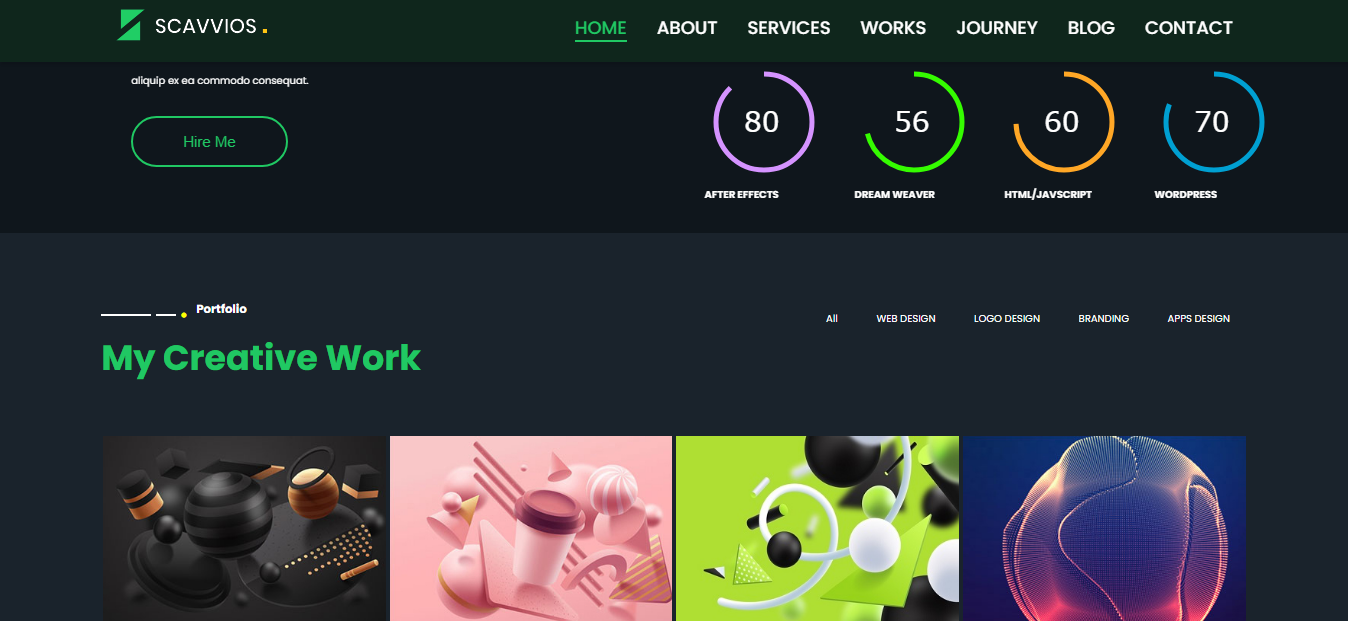 SCAVVIOS .
HOME ABOUT SERVICES WORKS JOURNEY BLOG CONTACT
aliquip ex ea commodo consequat.
Hire Me
80 56 60 70
AFTER EFFECTS DREAM WEAVER HTML/JAVSCRIPT WORDPRESS
Portfolio
All WEB DESIGN LOGO DESIGN BRANDING APPS DESIGN
My Creative Work